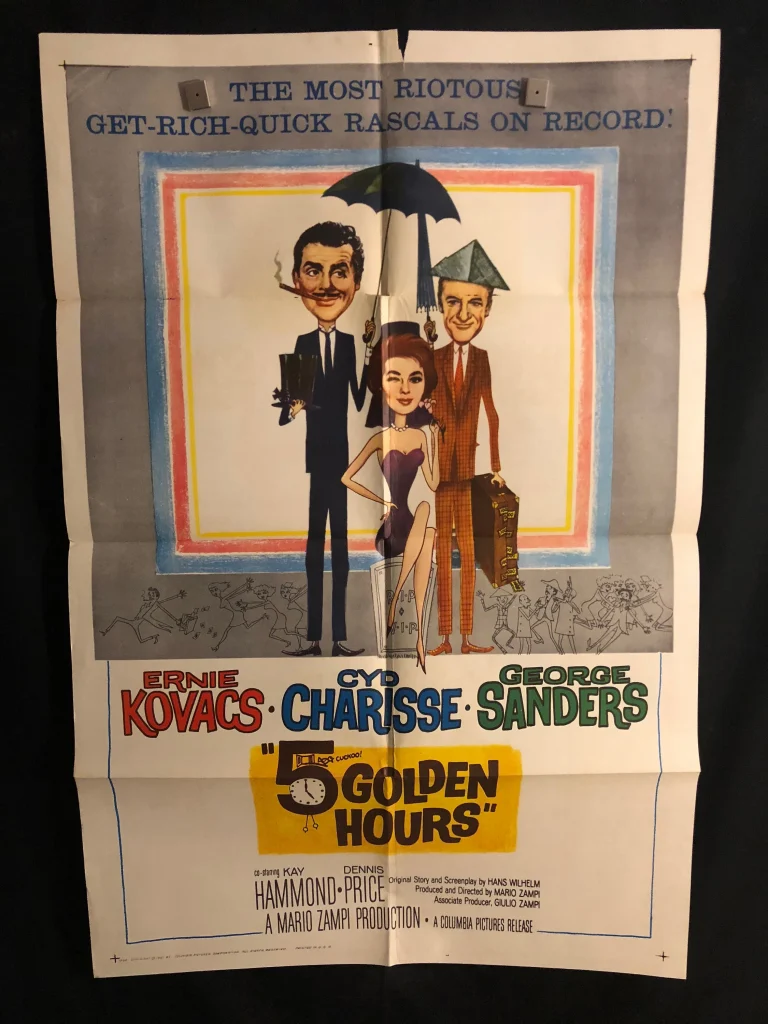 THE MOST RIOTOUS
GET-RICH-QUICK RASCALS ON RECORD!
R·I·P
V·I·P
ERNIE KOVACS · CYD CHARISSE · GEORGE SANDERS
"5 GOLDEN HOURS"
CUCKOO!
co-starring KAY HAMMOND · DENNIS PRICE
Original Story and Screenplay by HANS WILHELM
Produced and Directed by MARIO ZAMPI
Associate Producer, GIULIO ZAMPI
A MARIO ZAMPI PRODUCTION · A COLUMBIA PICTURES RELEASE